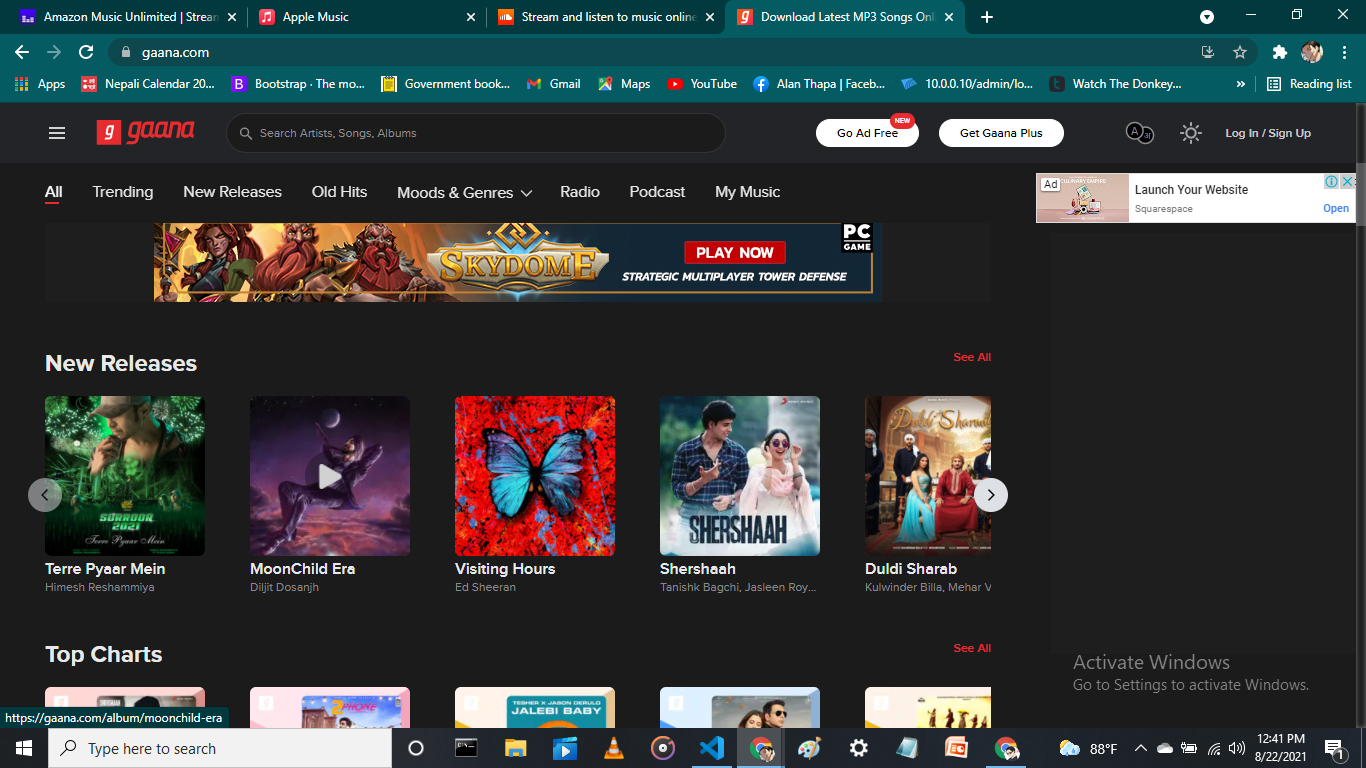 Amazon Music Unlimited | Strean
Apple Music
Stream and listen to music online
Download Latest MP3 Songs Onl
gaana.com
Apps
Nepali Calendar 20...
Bootstrap · The mo...
Government book...
Gmail
Maps
YouTube
Alan Thapa | Faceb...
10.0.0.10/admin/lo...
Watch The Donkey...
»
Reading list
gaana
Search Artists, Songs, Albums
Go Ad Free
NEW
Get Gaana Plus
Log In / Sign Up
All
Trending
New Releases
Old Hits
Moods & Genres
Radio
Podcast
My Music
Ad
CULINARY EMPIRE
Launch Your Website
Squarespace
Open
SKYDOME
PLAY NOW
STRATEGIC MULTIPLAYER TOWER DEFENSE
PC
GAME
New Releases
See All
SURROOR
2021
Terre Pyaar Mein
SHERSHAAH
Terre Pyaar Mein
Himesh Reshammiya
MoonChild Era
Diljit Dosanjh
Visiting Hours
Ed Sheeran
Shershaah
Tanishk Bagchi, Jasleen Roy...
Duldi Sharab
Kulwinder Billa, Mehar V
Top Charts
See All
2 PHONE
TESHER X JASON DERULO
JALEBI BABY
Activate Windows
Go to Settings to activate Windows.
https://gaana.com/album/moonchild-era
Type here to search
88°F
12:41 PM
8/22/2021
1